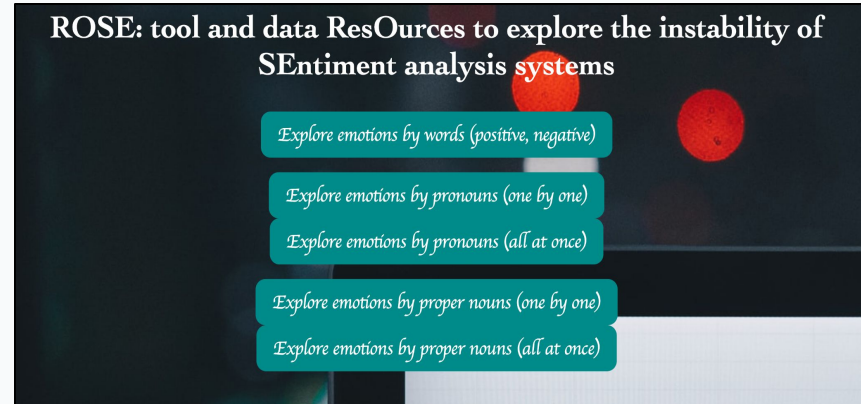 ROSE: tool and data ResOurces to explore the instability of
SEntiment analysis systems
Explore emotions by words (positive, negative)
Explore emotions by pronouns (one by one)
Explore emotions by pronouns (all at once)
Explore emotions by proper nouns (one by one)
Explore emotions by proper nouns (all at once)